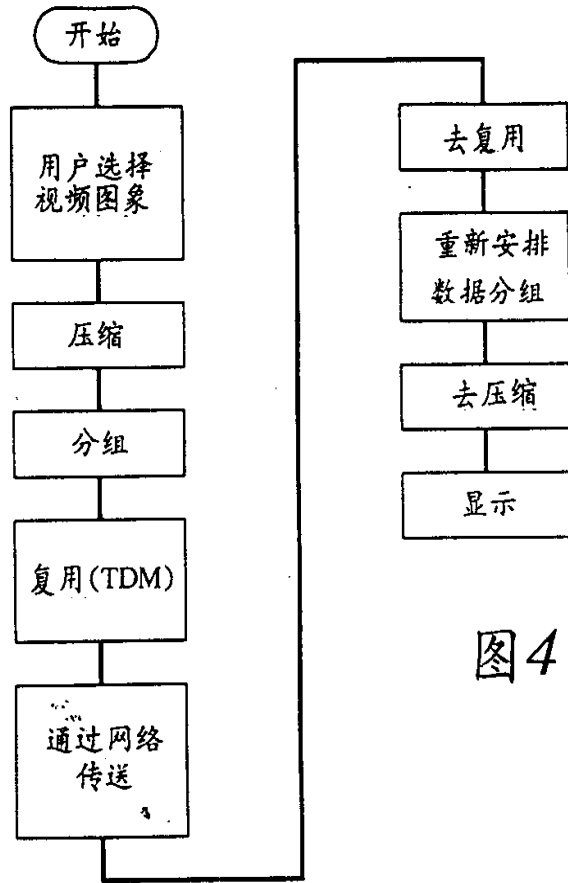 开始
用户选择
视频图象
压缩
分组
复用(TDM)
通过网络
传送
去复用
重新安排
数据分组
去压缩
显示
图4